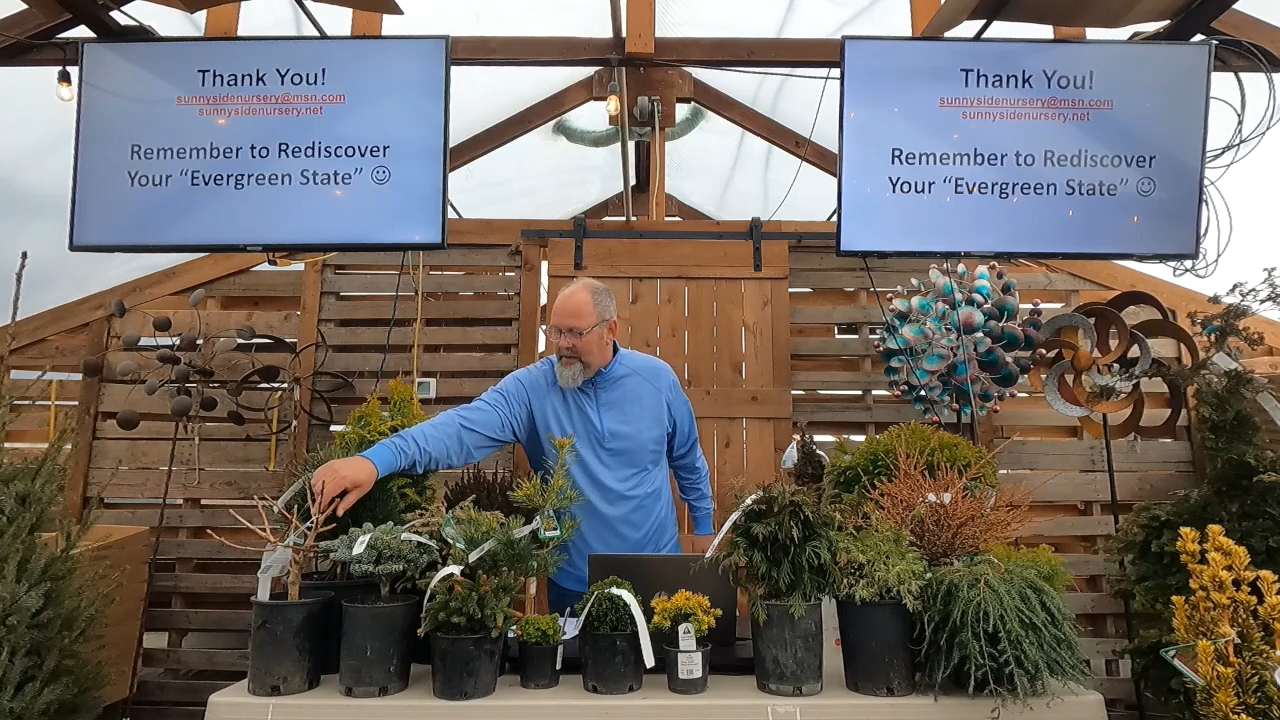 Thank You!
sunnysidenursery@msn.com
sunnysidenursery.net
Remember to Rediscover
Your “Evergreen State” ☺
Thank You!
sunnysidenursery@msn.com
sunnysidenursery.net
Remember to Rediscover
Your “Evergreen State” ☺